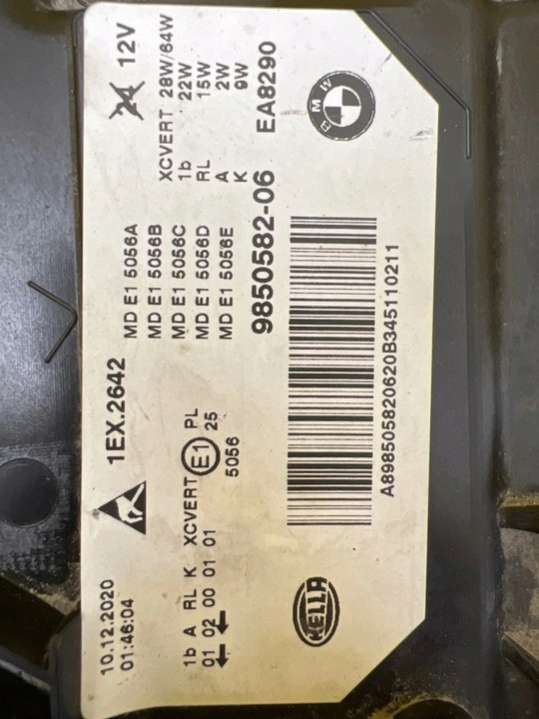 10.12.2020
01:46:04
1EX.2642
24 12V
1b A RL K XCVERT PL
01 02 00 01 01 25
E1
5056
MD E1 5056A XCVERT 28W/64W
MD E1 5056B 1b 22W
MD E1 5056C RL 15W
MD E1 5056D A 2W
MD E1 5056E K 9W
9850582-06 EA8290
BMW
HELLA
A898505820620B345110211